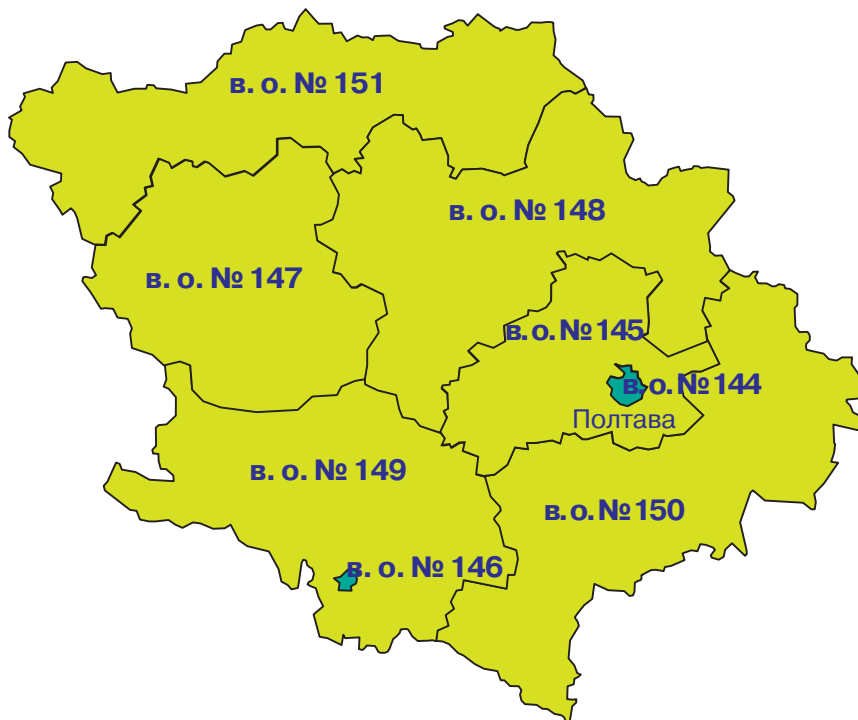 в. о. № 151
в. о. № 148
в. о. № 147
в. о. № 145
в. о. № 144
Полтава
в. о. № 149
в. о. № 150
в. о. № 146